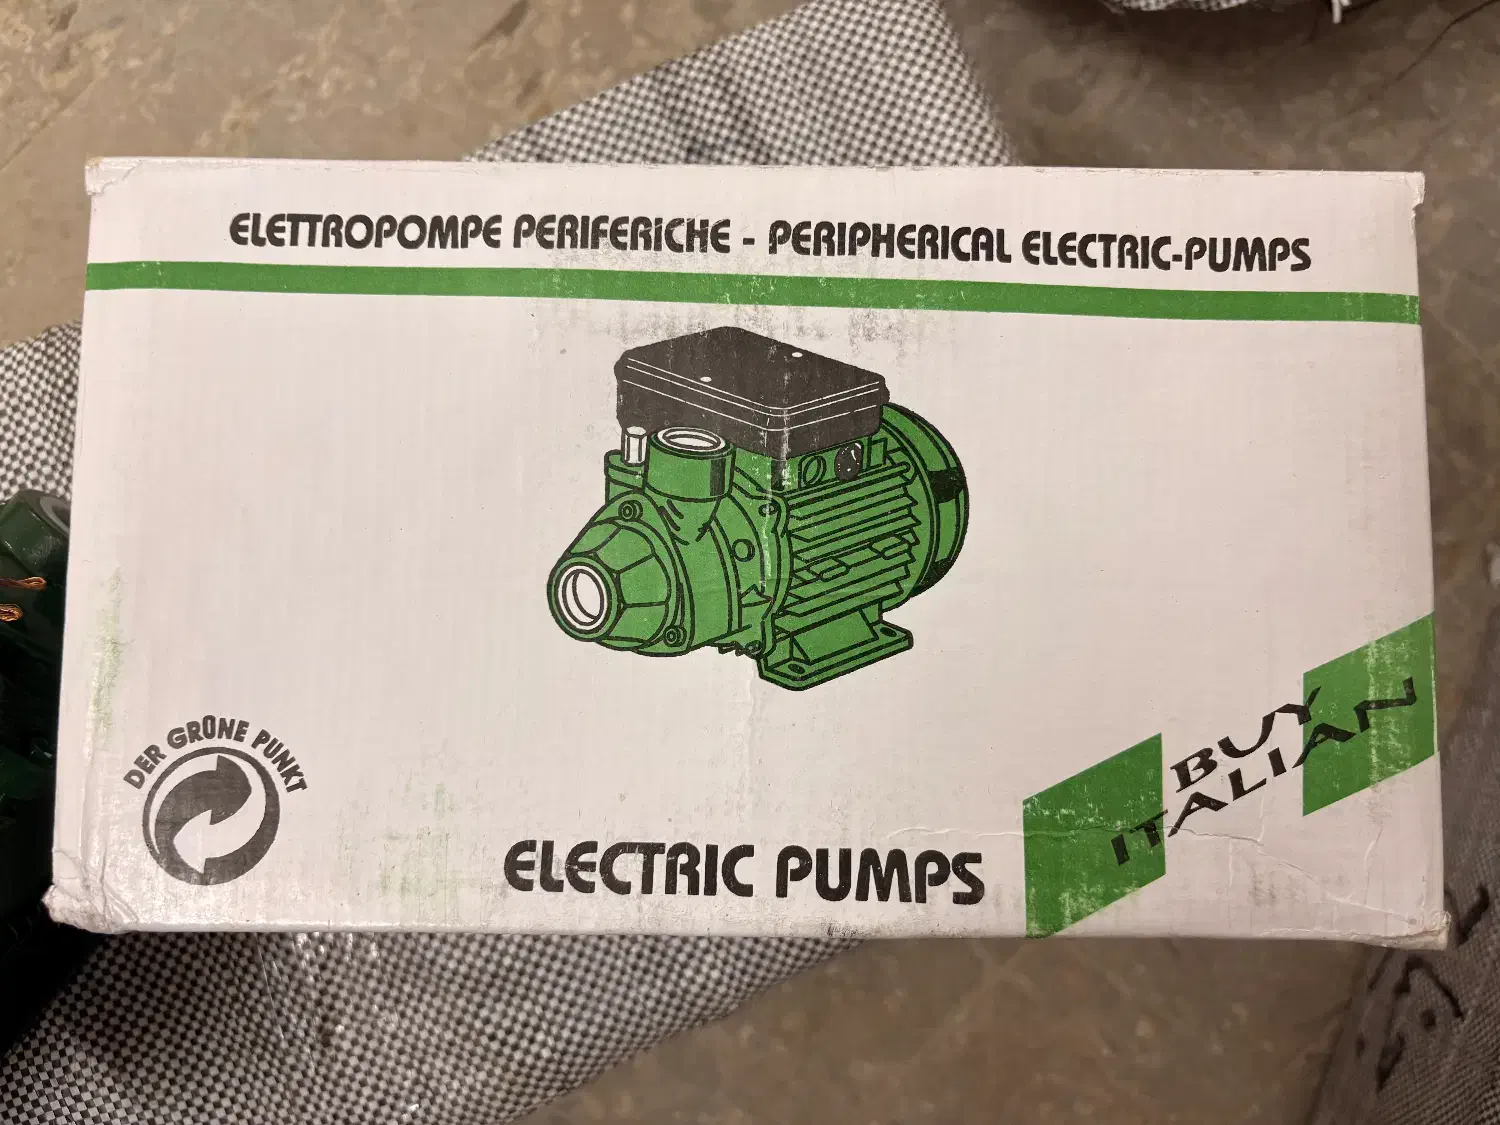 ELETTROPOMPE PERIFERICHE - PERIPHERICAL ELECTRIC-PUMPS
DER GRÜNE PUNKT
ELECTRIC PUMPS
BUY
ITALIAN